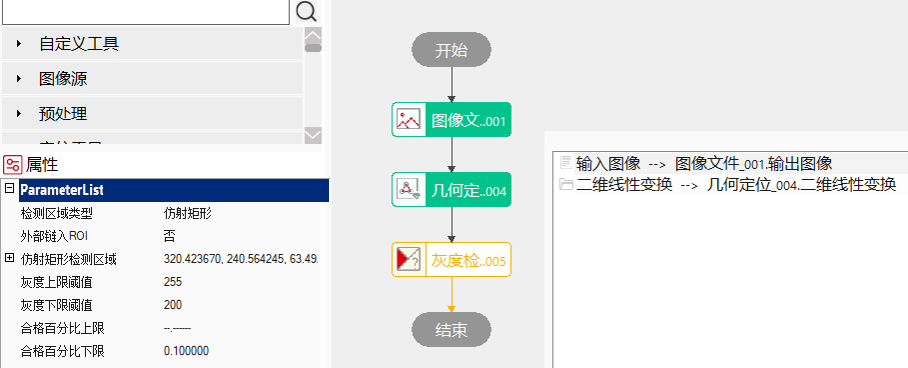 自定义工具
图像源
预处理
属性
ParameterList
检测区域类型 仿射矩形
外部链入ROI 否
仿射矩形检测区域 320.423670, 240.564245, 63.49.
灰度上限阈值 255
灰度下限阈值 200
合格百分比上限 --.------
合格百分比下限 0.100000
开始
图像文..001
几何定..004
灰度检..005
结束
输入图像 --> 图像文件_001.输出图像
二维线性变换 --> 几何定位_004.二维线性变换